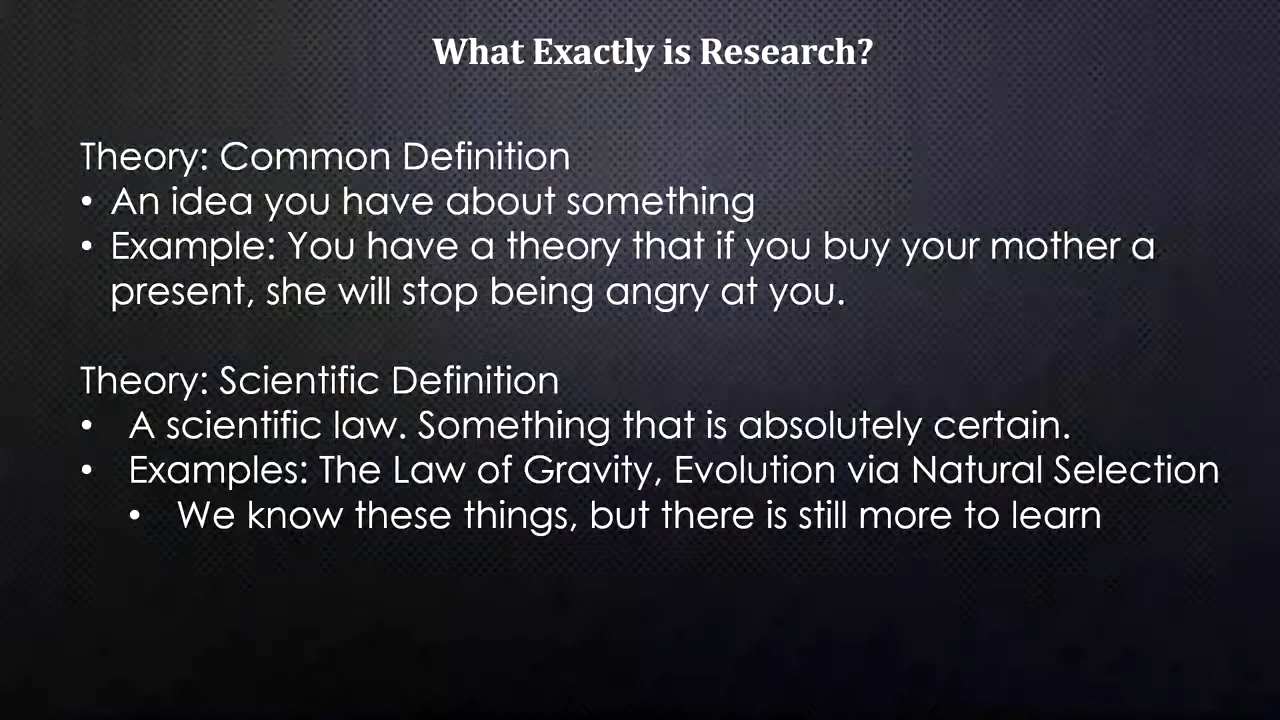 What Exactly is Research?
Theory: Common Definition
• An idea you have about something
• Example: You have a theory that if you buy your mother a
present, she will stop being angry at you.
Theory: Scientific Definition
• A scientific law. Something that is absolutely certain.
• Examples: The Law of Gravity, Evolution via Natural Selection
• We know these things, but there is still more to learn